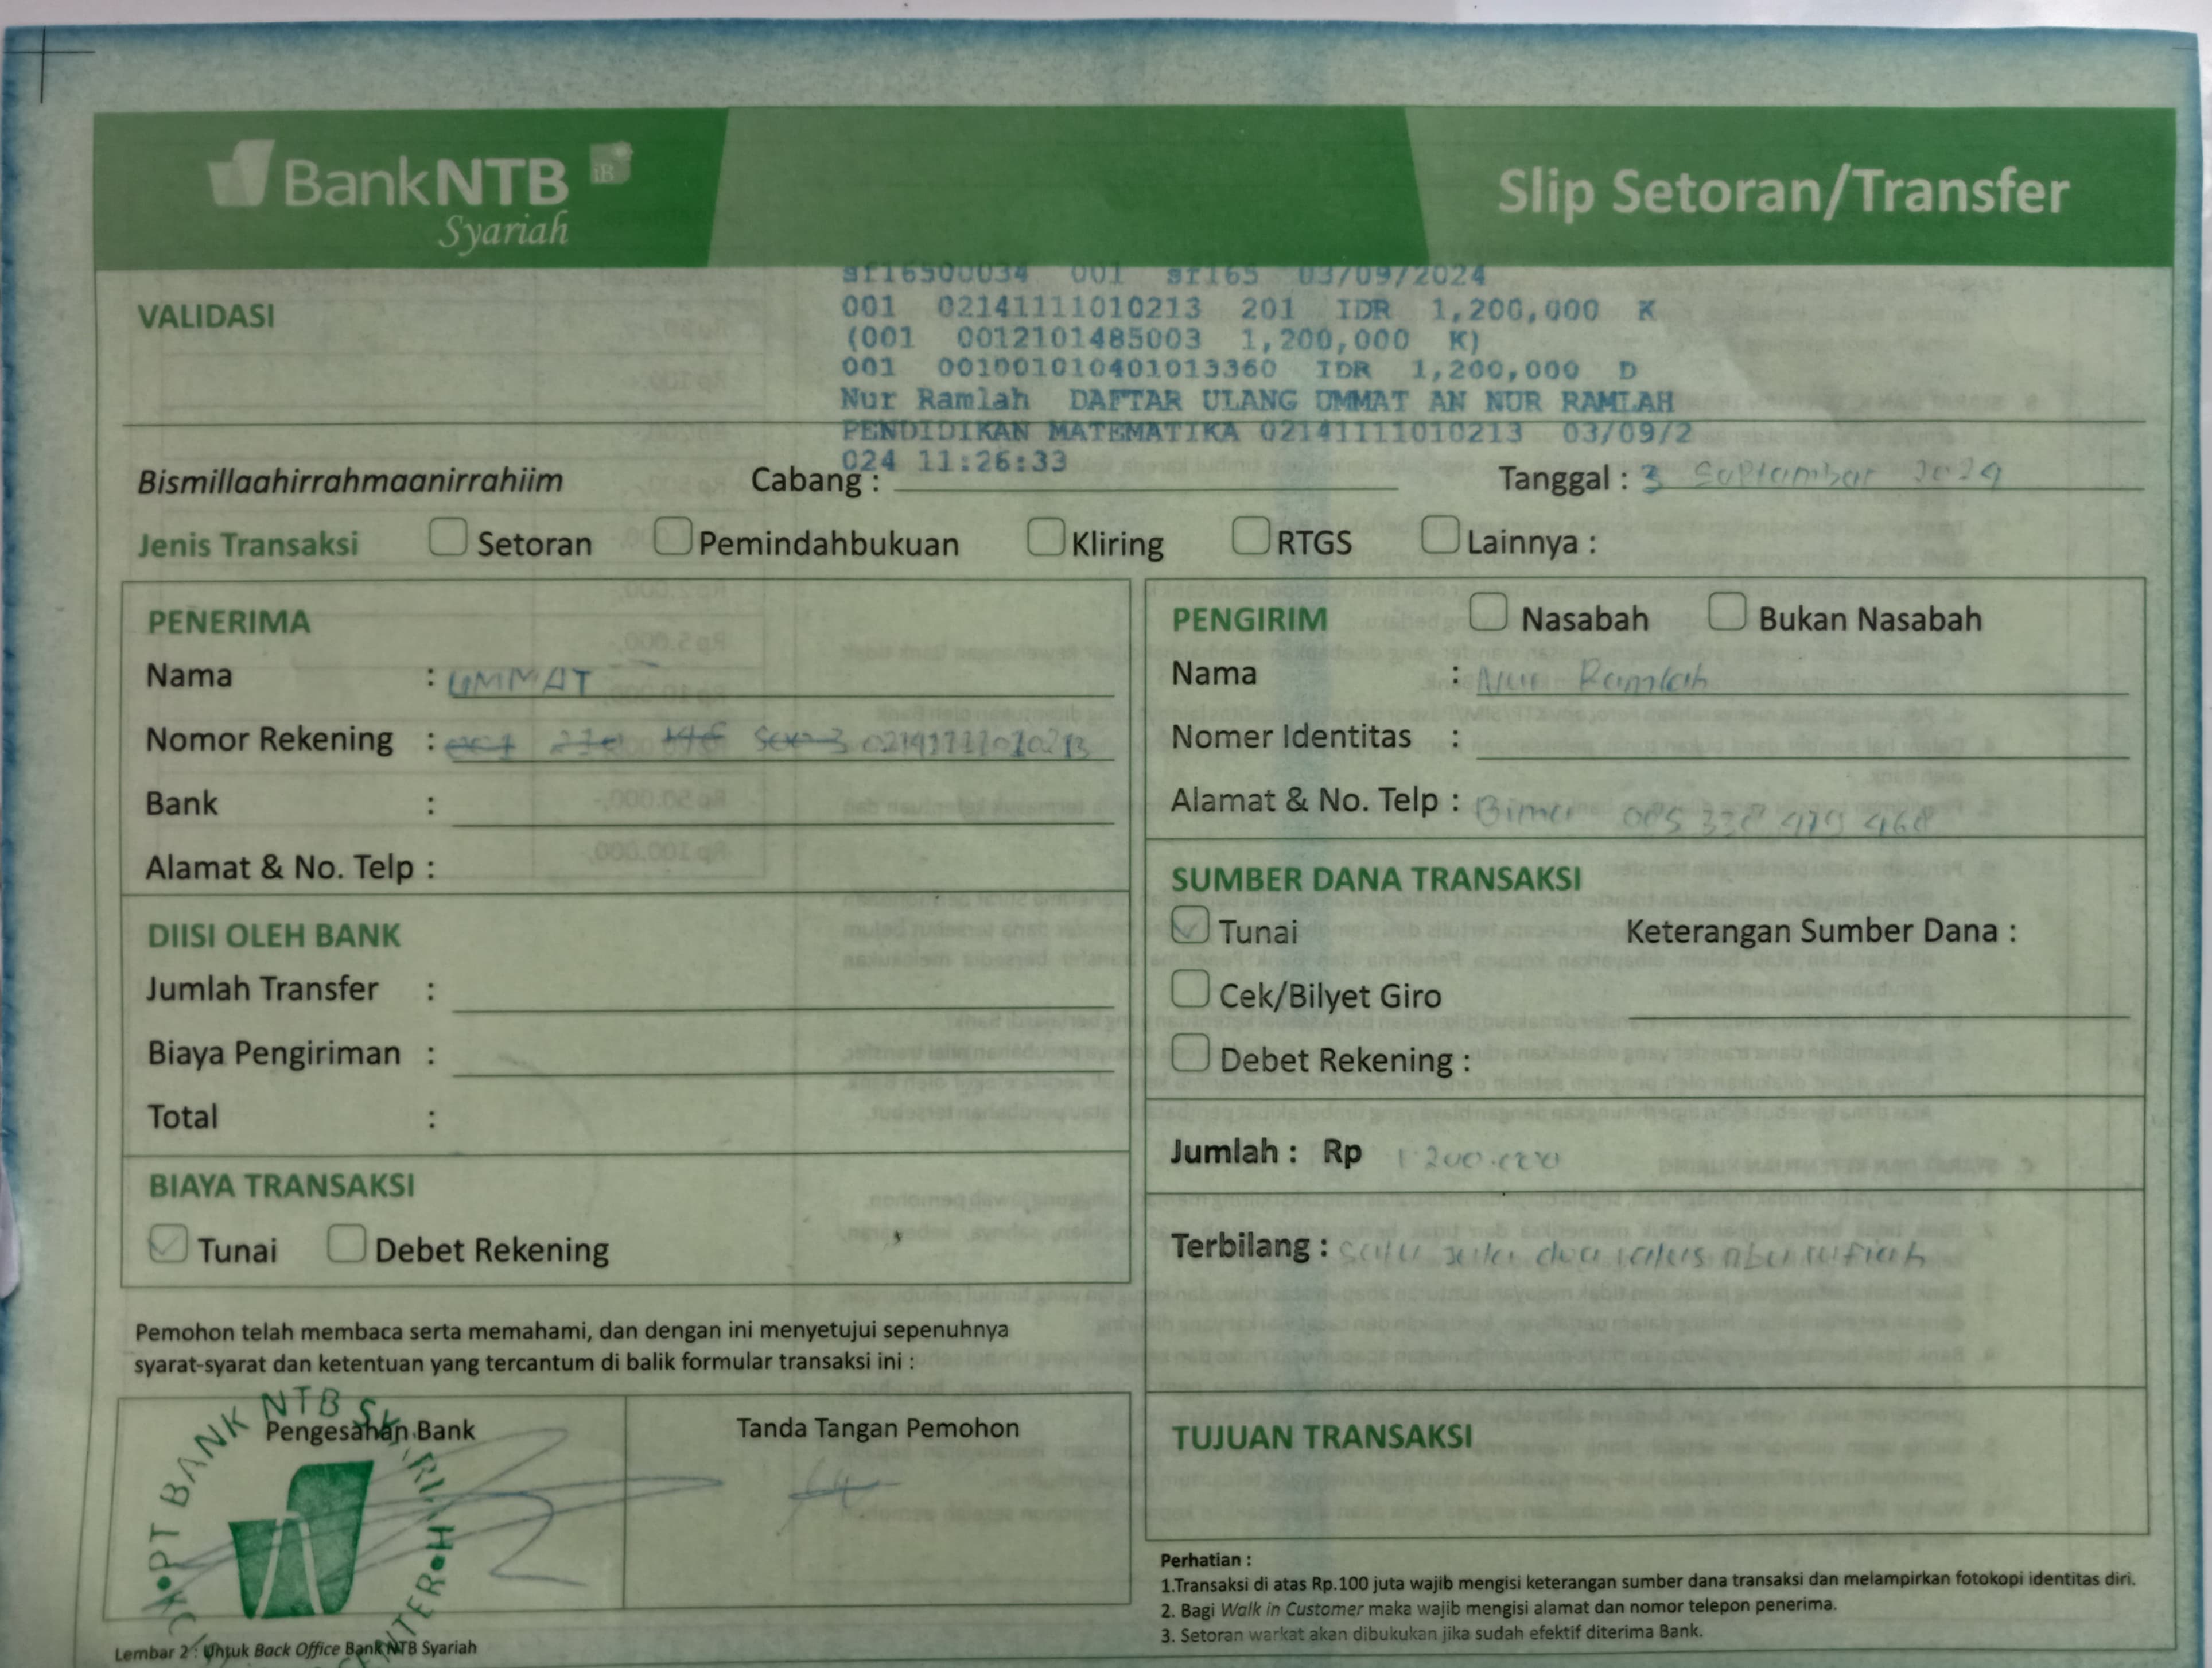 BankNTB iB
Syariah
Slip Setoran/Transfer
sf16500034 001 sf165 03/09/2024
VALIDASI
001 02141111010213 201 IDR 1,200,000 K
(001 0012101485003 1,200,000 K)
001 001001010401013360 IDR 1,200,000 D
Nur Ramlah DAFTAR ULANG UMMAT AN NUR RAMLAH
PENDIDIKAN MATEMATIKA 02141111010213 03/09/2
024 11:26:33
Bismillaahirrahmaanirrahiim Cabang : Tanggal : 3 September 2024
Jenis Transaksi Setoran Pemindahbukuan Kliring RTGS Lainnya :
PENERIMA
Nama : UMMAT
Nomor Rekening : 02141111010213
Bank :
Alamat & No. Telp :
DIISI OLEH BANK
Jumlah Transfer :
Biaya Pengiriman :
Total :
BIAYA TRANSAKSI
Tunai Debet Rekening
PENGIRIM Nasabah Bukan Nasabah
Nama : Nur Ramlah
Nomer Identitas :
Alamat & No. Telp : Bima 085 338 479 468
SUMBER DANA TRANSAKSI
Tunai Keterangan Sumber Dana :
Cek/Bilyet Giro
Debet Rekening :
Jumlah : Rp 1.200.000
Terbilang : satu juta dua ratus ribu rupiah
TUJUAN TRANSAKSI
Pemohon telah membaca serta memahami, dan dengan ini menyetujui sepenuhnya
syarat-syarat dan ketentuan yang tercantum di balik formular transaksi ini :
Pengesahan Bank Tanda Tangan Pemohon
PT BANK NTB
Lembar 2 : Untuk Back Office Bank NTB Syariah
Perhatian :
1.Transaksi di atas Rp.100 juta wajib mengisi keterangan sumber dana transaksi dan melampirkan fotokopi identitas diri.
2. Bagi Walk in Customer maka wajib mengisi alamat dan nomor telepon penerima.
3. Setoran warkat akan dibukukan jika sudah efektif diterima Bank.